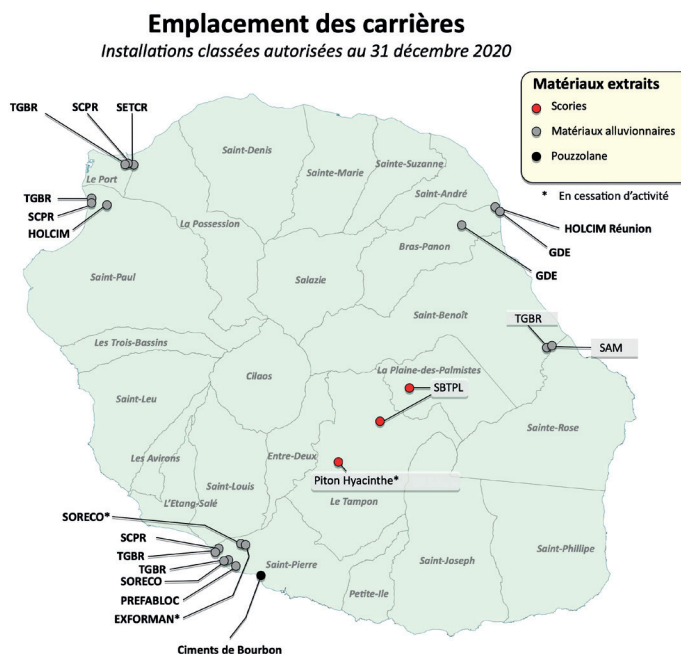 Emplacement des carrières
Installations classées autorisées au 31 décembre 2020
Matériaux extraits
Scories
Matériaux alluvionnaires
Pouzzolane
* En cessation d'activité
TGBR
SCPR
SETCR
Le Port
TGBR
SCPR
HOLCIM
Saint-Denis
Sainte-Marie
Sainte-Suzanne
Saint-André
La Possession
HOLCIM Réunion
GDE
Bras-Panon
GDE
Saint-Paul
Salazie
Saint-Benoît
TGBR
SAM
Les Trois-Bassins
Cilaos
La Plaine-des-Palmistes
SBTPL
Saint-Leu
Sainte-Rose
Les Avirons
Entre-Deux
Piton Hyacinthe*
Saint-Louis
L'Etang-Salé
Le Tampon
SORECO*
SCPR
TGBR
TGBR
SORECO
PREFABLOC
EXFORMAN*
Saint-Pierre
Saint-Joseph
Saint-Phillipe
Petite-Ile
Ciments de Bourbon